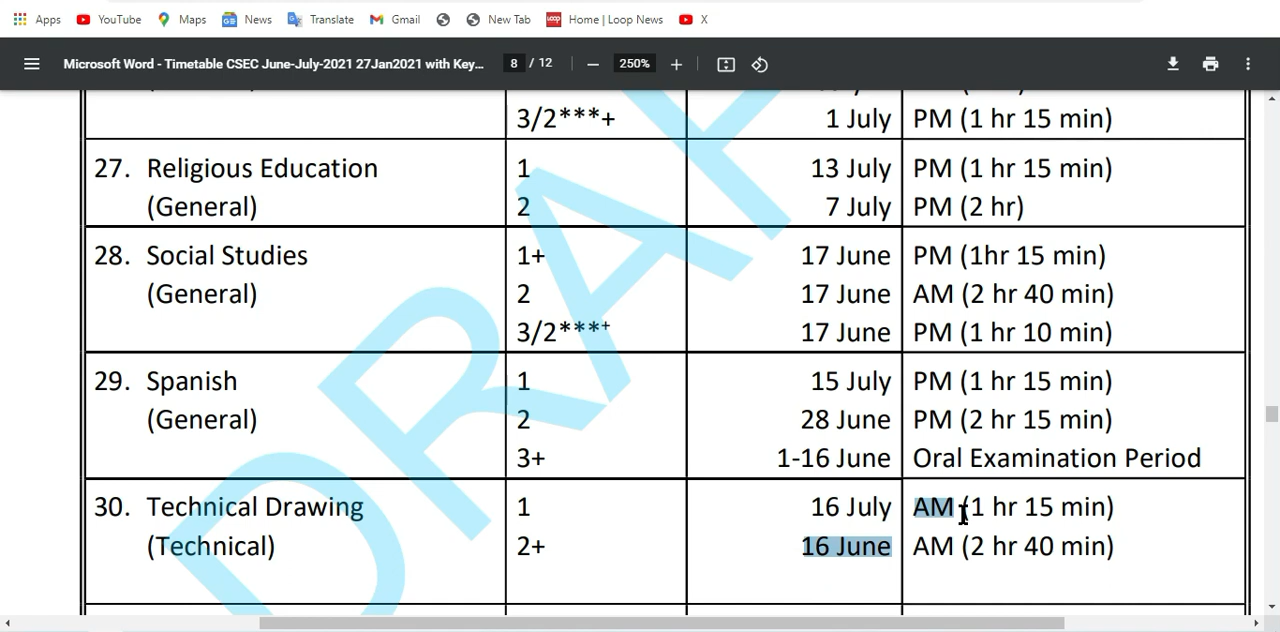 Apps YouTube Maps News Translate Gmail New Tab Home | Loop News X
Microsoft Word - Timetable CSEC June-July-2021 27Jan2021 with Key... 8 / 12 250%
3/2***+ 1 July PM (1 hr 15 min)
27. Religious Education 1 13 July PM (1 hr 15 min)
(General) 2 7 July PM (2 hr)
28. Social Studies 1+ 17 June PM (1hr 15 min)
(General) 2 17 June AM (2 hr 40 min)
3/2***+ 17 June PM (1 hr 10 min)
29. Spanish 1 15 July PM (1 hr 15 min)
(General) 2 28 June PM (2 hr 15 min)
3+ 1-16 June Oral Examination Period
30. Technical Drawing 1 16 July AM (1 hr 15 min)
(Technical) 2+ 16 June AM (2 hr 40 min)
DRAF